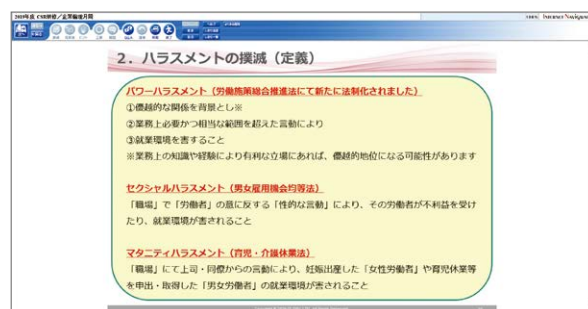 2020年度 CSR研修／企業倫理月間
2．ハラスメントの撲滅（定義）
パワーハラスメント（労働施策総合推進法にて新たに法制化されました）
①優越的な関係を背景とし※
②業務上必要かつ相当な範囲を超えた言動により
③就業環境を害すること
※業務上の知識や経験により有利な立場にあれば、優越的地位になる可能性があります
セクシャルハラスメント（男女雇用機会均等法）
「職場」で「労働者」の意に反する「性的な言動」により、その労働者が不利益を受け
たり、就業環境が害されること
マタニティハラスメント（育児・介護休業法）
「職場」にて上司・同僚からの言動により、妊娠出産した「女性労働者」や育児休業等
を申出・取得した「男女労働者」の就業環境が害されること